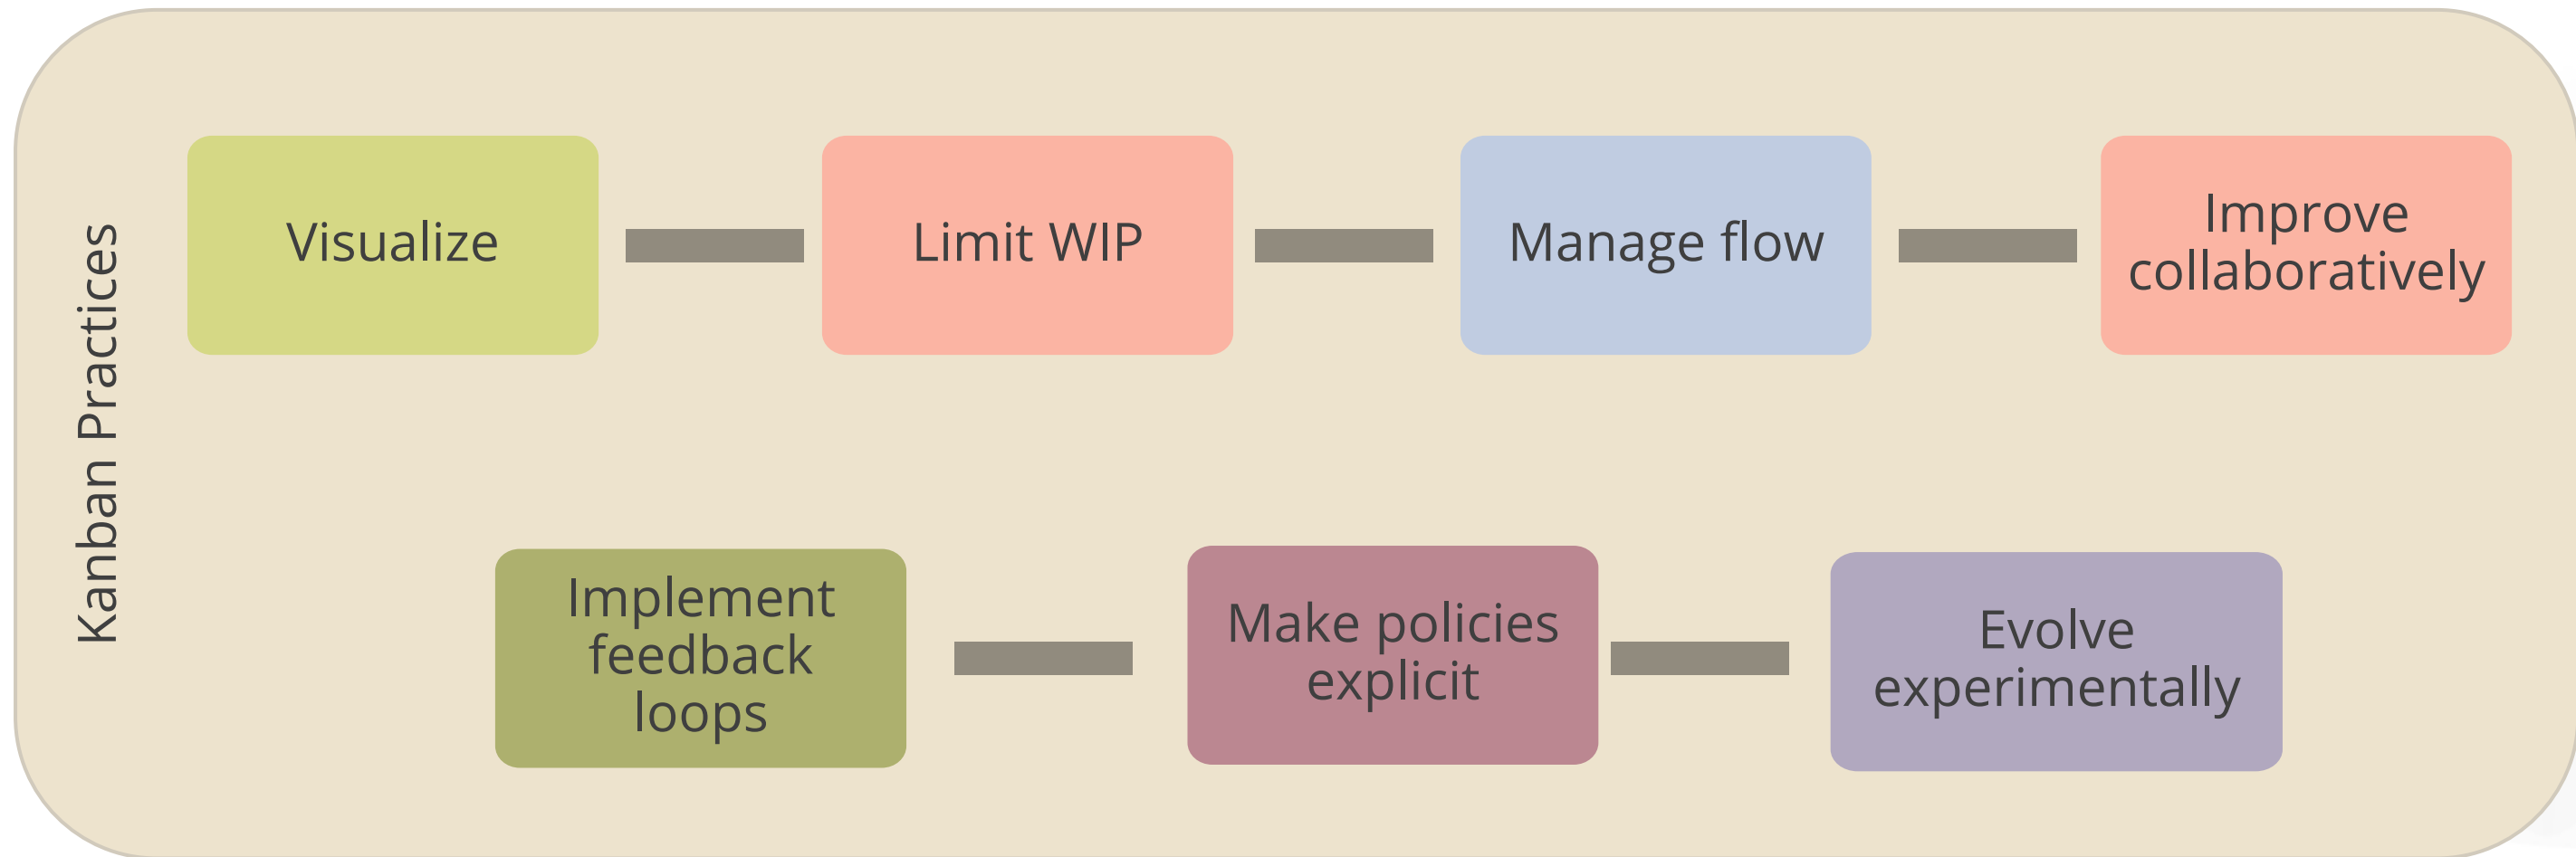 Kanban Practices
Visualize
Limit WIP
Manage flow
Improve
collaboratively
Implement
feedback
loops
Make policies
explicit
Evolve
experimentally